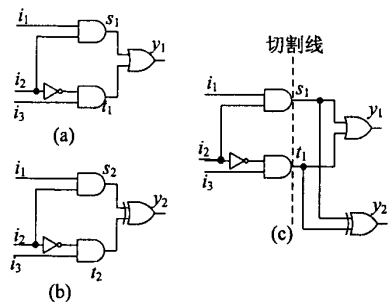 i₁
s₁
y₁
i₂
i₃
t₁
(a)
i₁
s₂
y₂
i₂
i₃
t₂
(b)
切割线
i₁
s₁
y₁
i₂
t₁
i₃
y₂
(c)